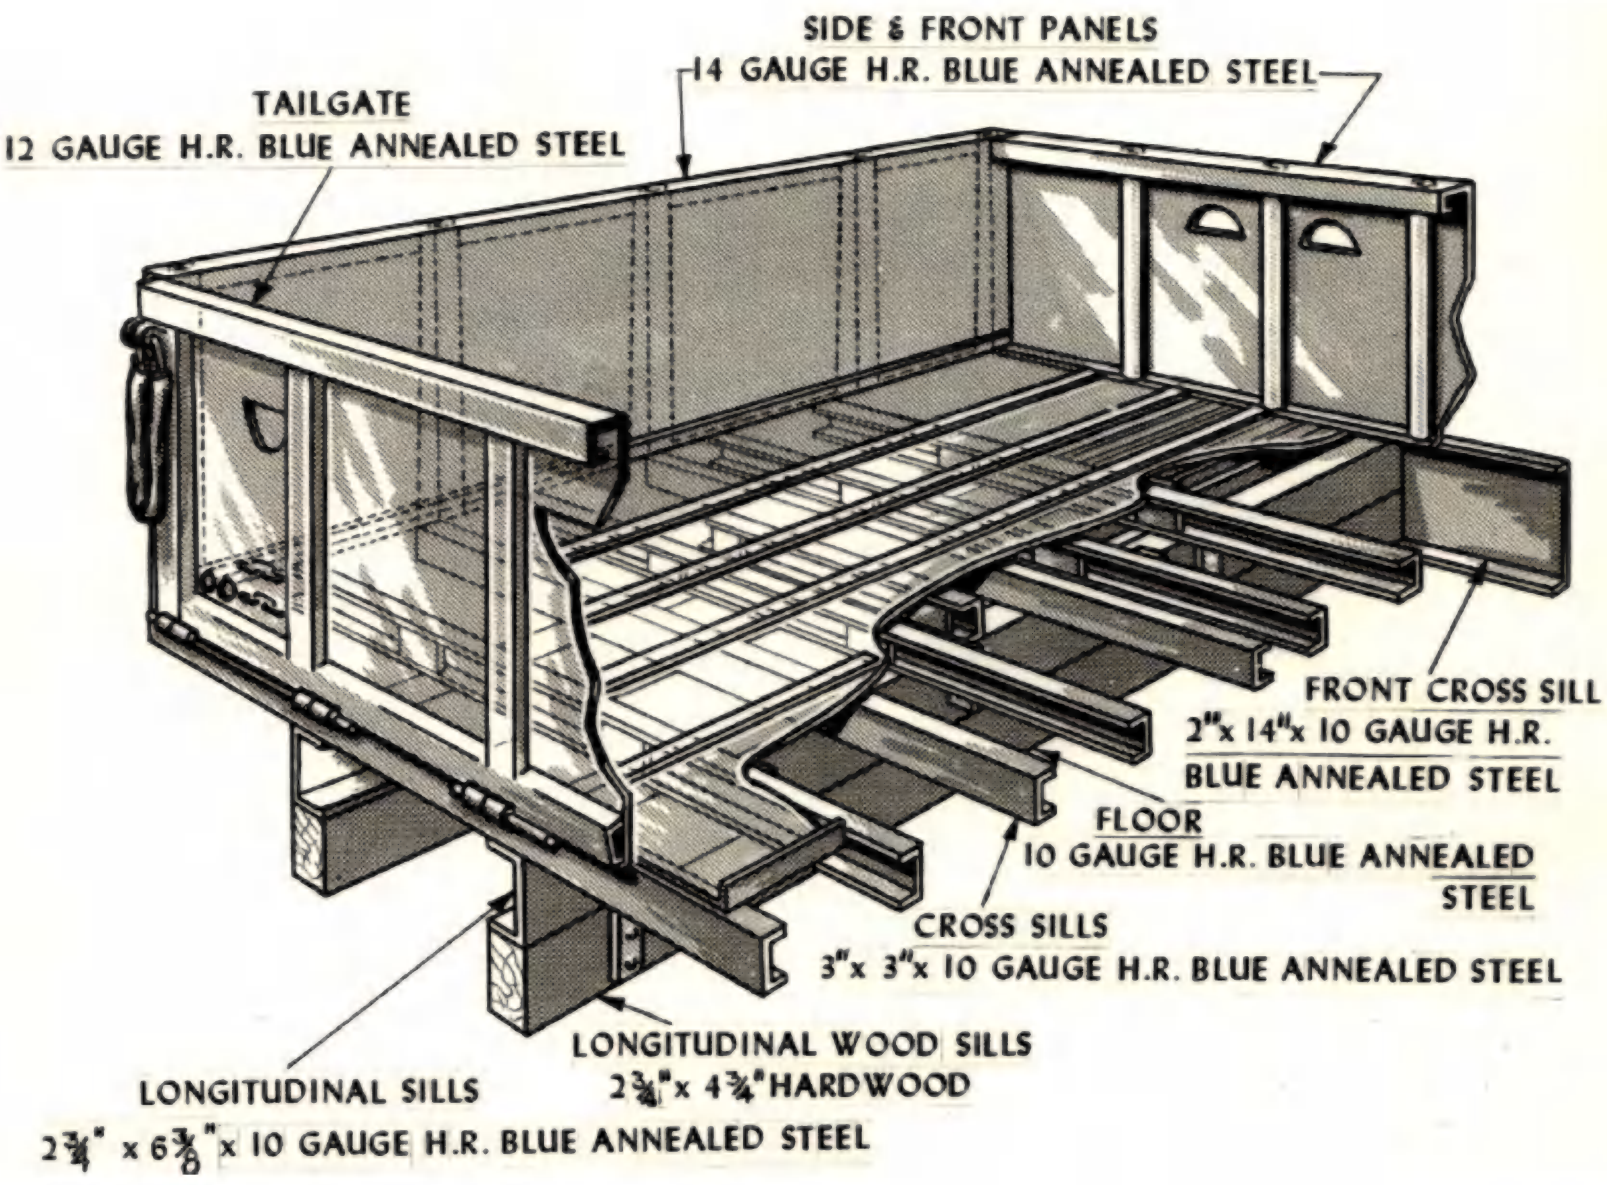 SIDE & FRONT PANELS
14 GAUGE H.R. BLUE ANNEALED STEEL
TAILGATE
12 GAUGE H.R. BLUE ANNEALED STEEL
FRONT CROSS SILL
2"x 14"x 10 GAUGE H.R.
BLUE ANNEALED STEEL
FLOOR
10 GAUGE H.R. BLUE ANNEALED
STEEL
CROSS SILLS
3"x 3"x 10 GAUGE H.R. BLUE ANNEALED STEEL
LONGITUDINAL WOOD SILLS
2¾"x 4¾" HARDWOOD
LONGITUDINAL SILLS
2¾" x 6⅜"x 10 GAUGE H.R. BLUE ANNEALED STEEL